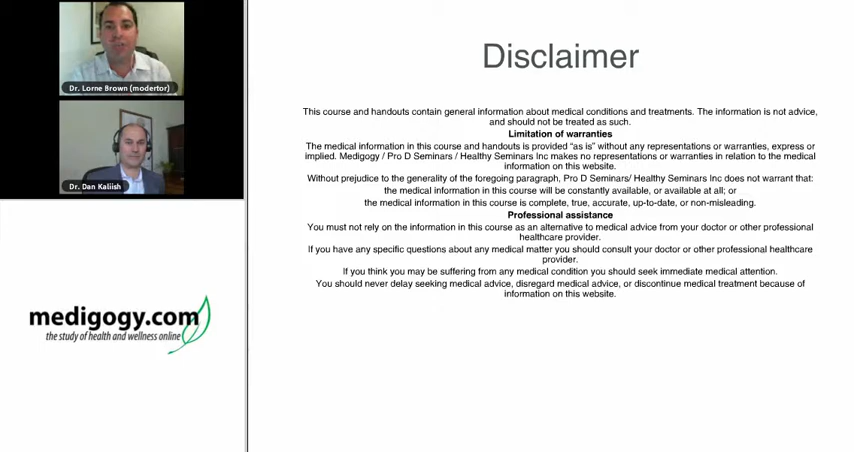 Dr. Lorne Brown (modertor)
Dr. Dan Kaliish
medigogy.com
the study of health and wellness online
Disclaimer
This course and handouts contain general information about medical conditions and treatments. The information is not advice,
and should not be treated as such.
Limitation of warranties
The medical information in this course and handouts is provided “as is” without any representations or warranties, express or
implied. Medigogy / Pro D Seminars / Healthy Seminars Inc makes no representations or warranties in relation to the medical
information on this website.
Without prejudice to the generality of the foregoing paragraph, Pro D Seminars/ Healthy Seminars Inc does not warrant that:
the medical information in this course will be constantly available, or available at all; or
the medical information in this course is complete, true, accurate, up-to-date, or non-misleading.
Professional assistance
You must not rely on the information in this course as an alternative to medical advice from your doctor or other professional
healthcare provider.
If you have any specific questions about any medical matter you should consult your doctor or other professional healthcare
provider.
If you think you may be suffering from any medical condition you should seek immediate medical attention.
You should never delay seeking medical advice, disregard medical advice, or discontinue medical treatment because of
information on this website.